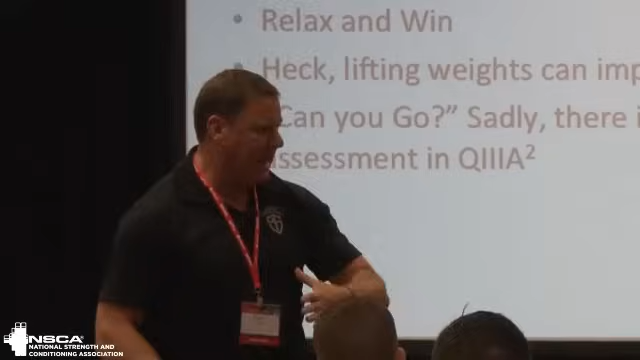 • Relax and Win
• Heck, lifting weights can imp
Can you Go?” Sadly, there i
ssessment in QIIIA²
NSCA
NATIONAL STRENGTH AND
CONDITIONING ASSOCIATION